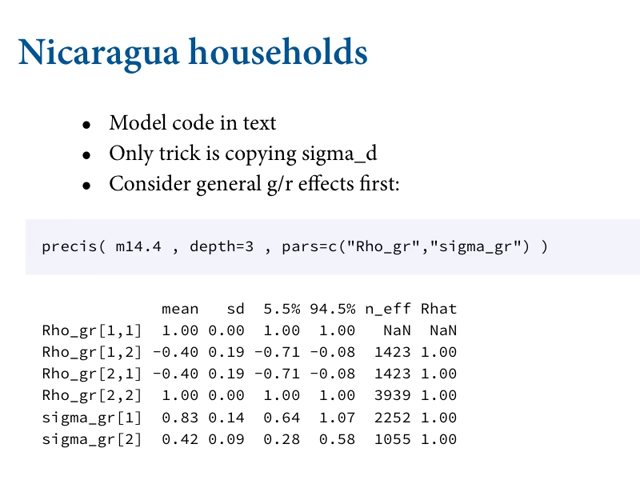 Nicaragua households
• Model code in text
• Only trick is copying sigma_d
• Consider general g/r effects first:
precis( m14.4 , depth=3 , pars=c("Rho_gr","sigma_gr") )
mean sd 5.5% 94.5% n_eff Rhat
Rho_gr[1,1] 1.00 0.00 1.00 1.00 NaN NaN
Rho_gr[1,2] -0.40 0.19 -0.71 -0.08 1423 1.00
Rho_gr[2,1] -0.40 0.19 -0.71 -0.08 1423 1.00
Rho_gr[2,2] 1.00 0.00 1.00 1.00 3939 1.00
sigma_gr[1] 0.83 0.14 0.64 1.07 2252 1.00
sigma_gr[2] 0.42 0.09 0.28 0.58 1055 1.00